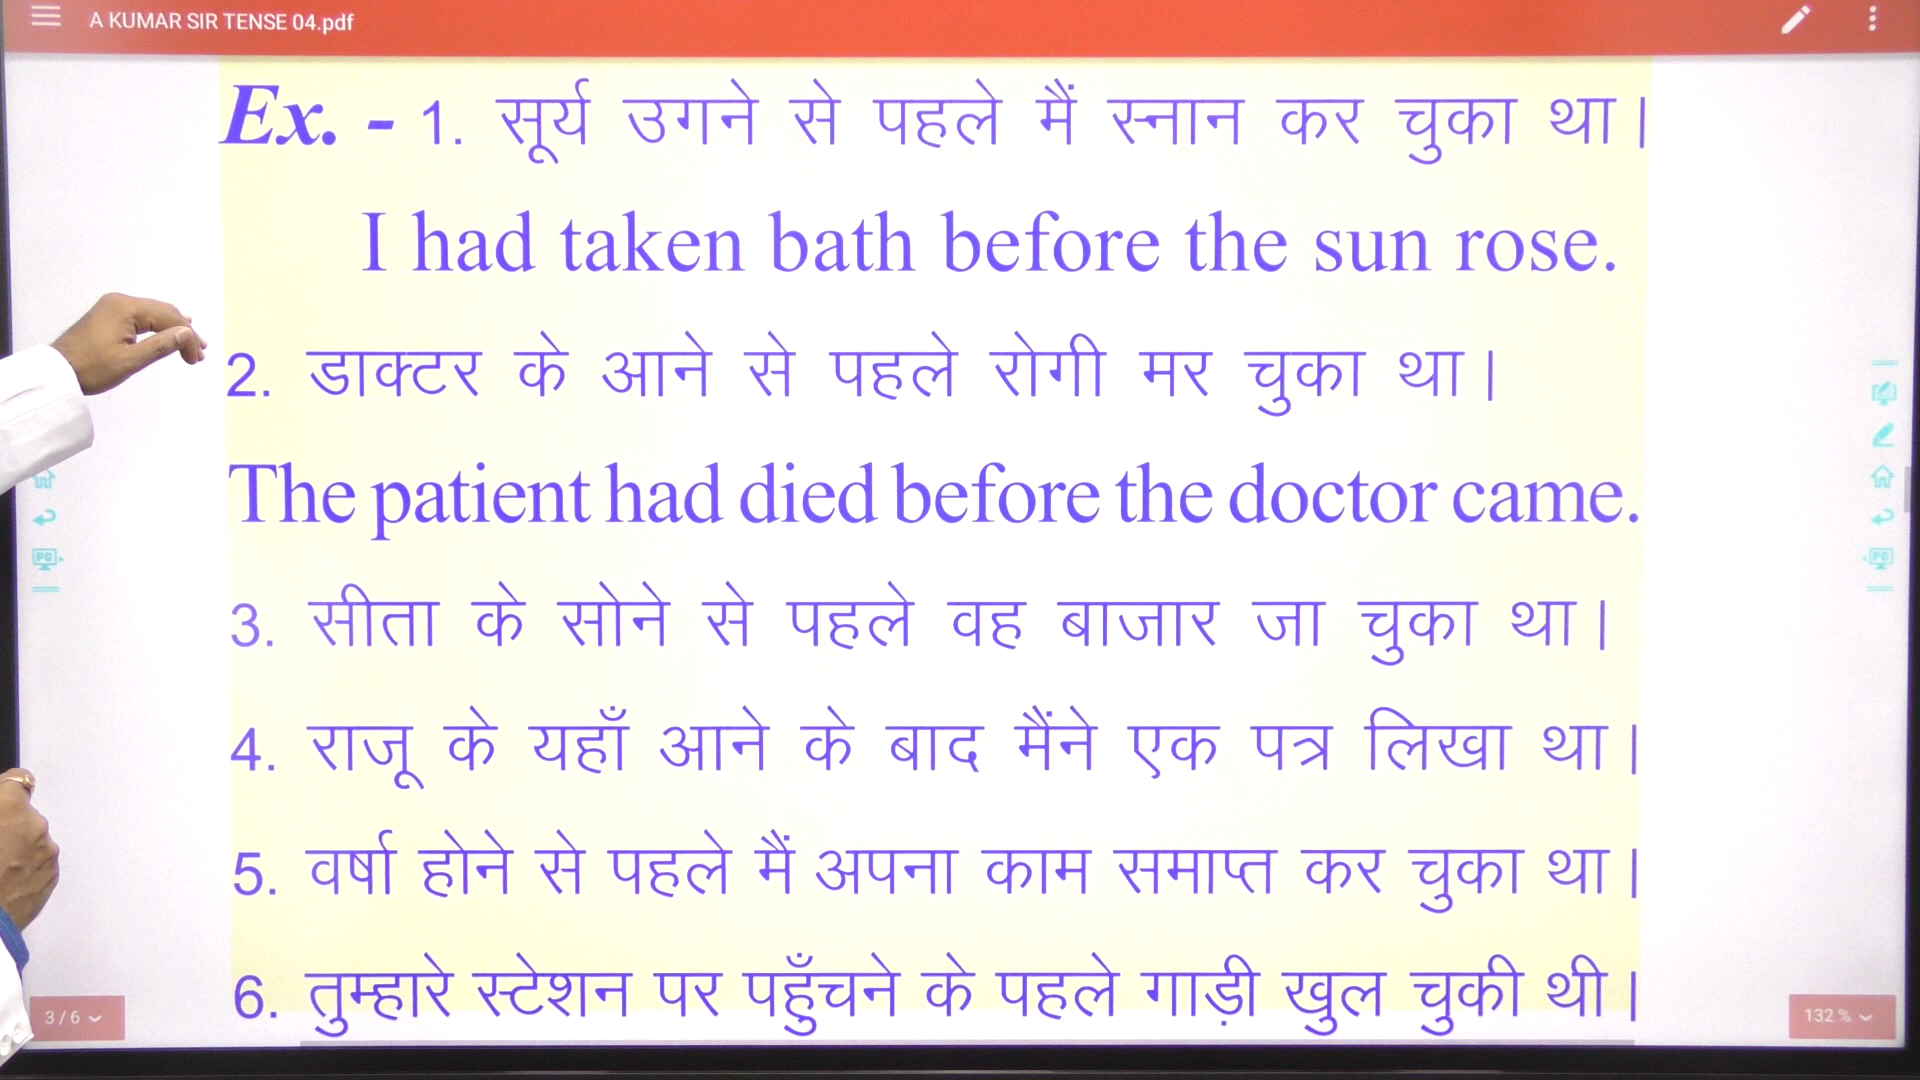 A KUMAR SIR TENSE 04.pdf
Ex. - 1. सूर्य उगने से पहले मैं स्नान कर चुका था।
I had taken bath before the sun rose.
2. डाक्टर के आने से पहले रोगी मर चुका था।
The patient had died before the doctor came.
3. सीता के सोने से पहले वह बाजार जा चुका था।
4. राजू के यहाँ आने के बाद मैंने एक पत्र लिखा था।
5. वर्षा होने से पहले मैं अपना काम समाप्त कर चुका था।
6. तुम्हारे स्टेशन पर पहुँचने के पहले गाड़ी खुल चुकी थी।
3 / 6
132 %